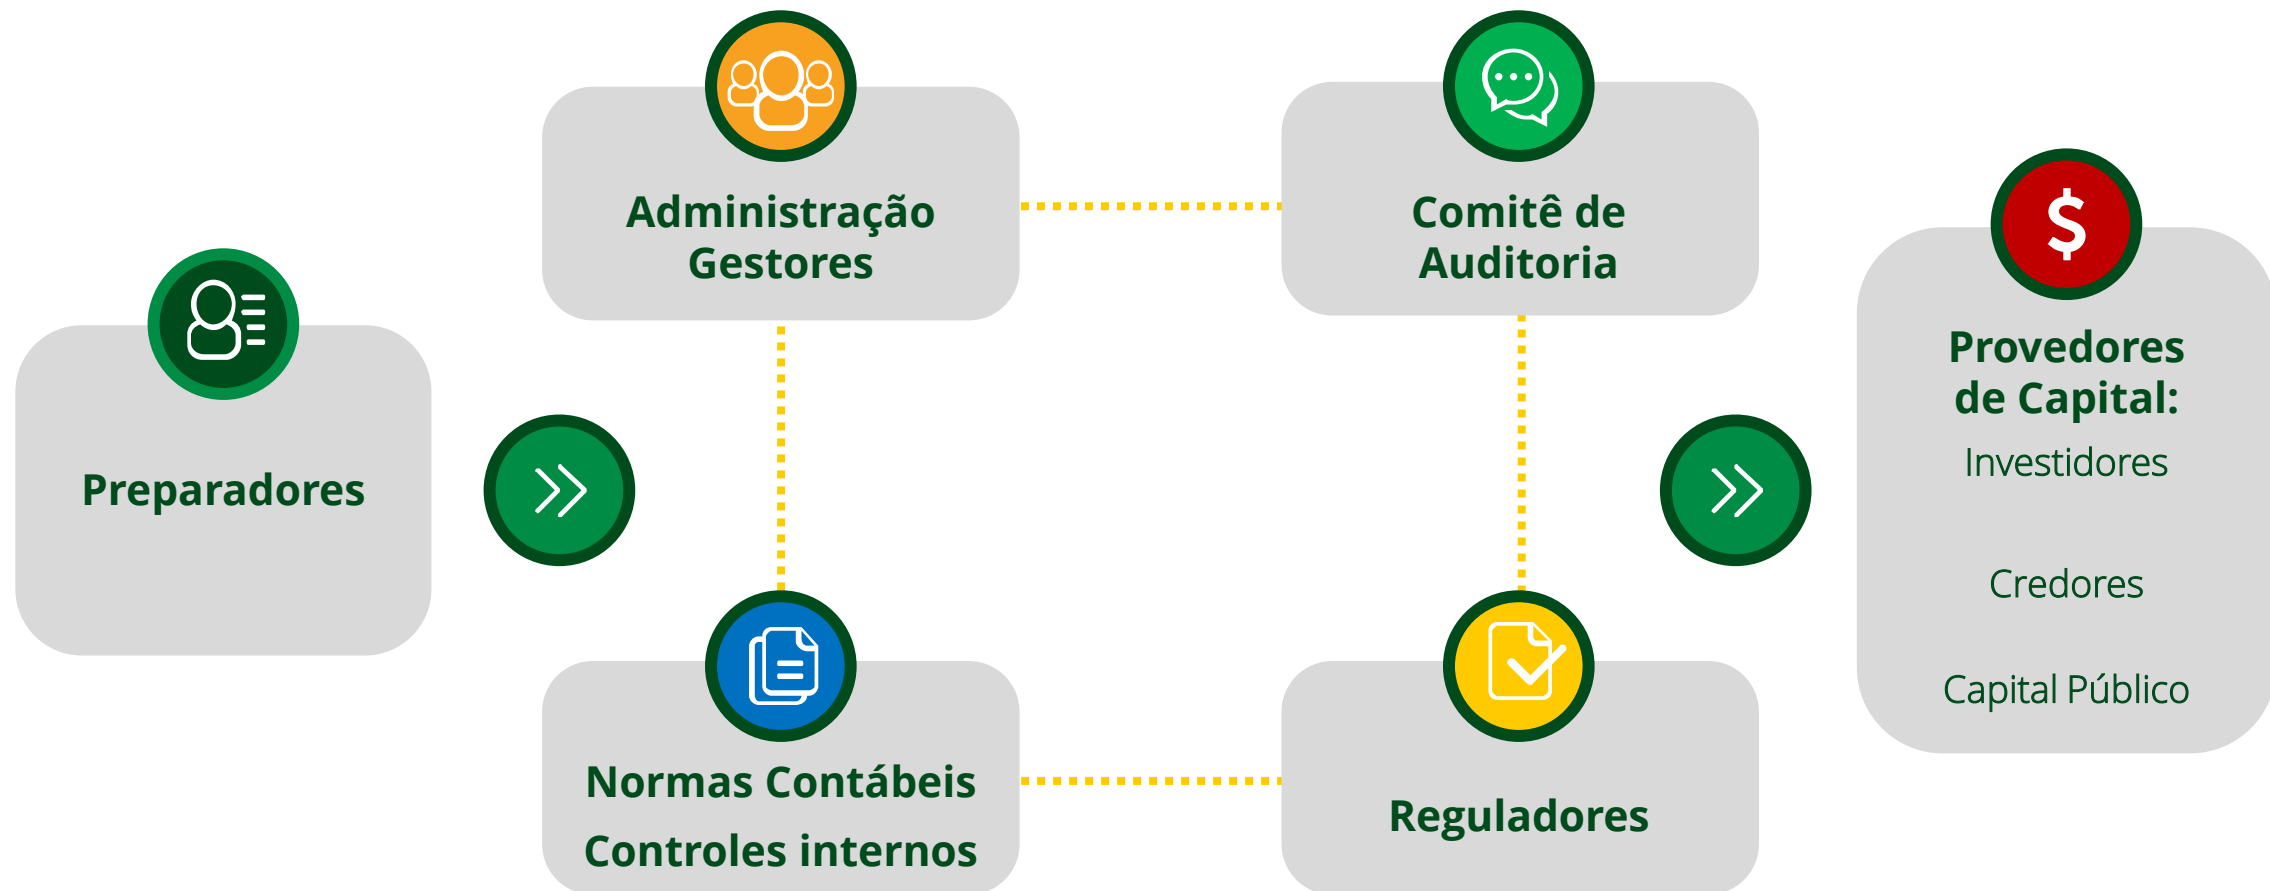 Preparadores
Administração
Gestores
Normas Contábeis
Controles internos
Comitê de
Auditoria
Reguladores
$
Provedores
de Capital:
Investidores
Credores
Capital Público